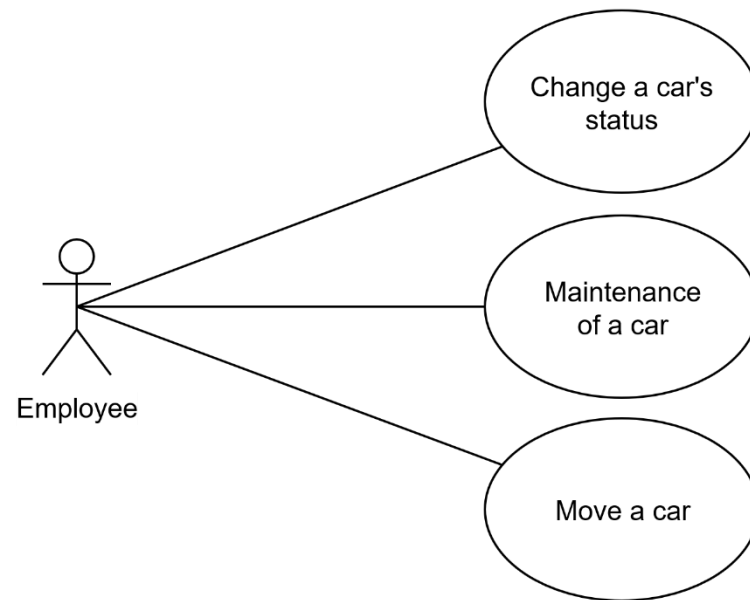 Change a car's
status
Maintenance
of a car
Employee
Move a car